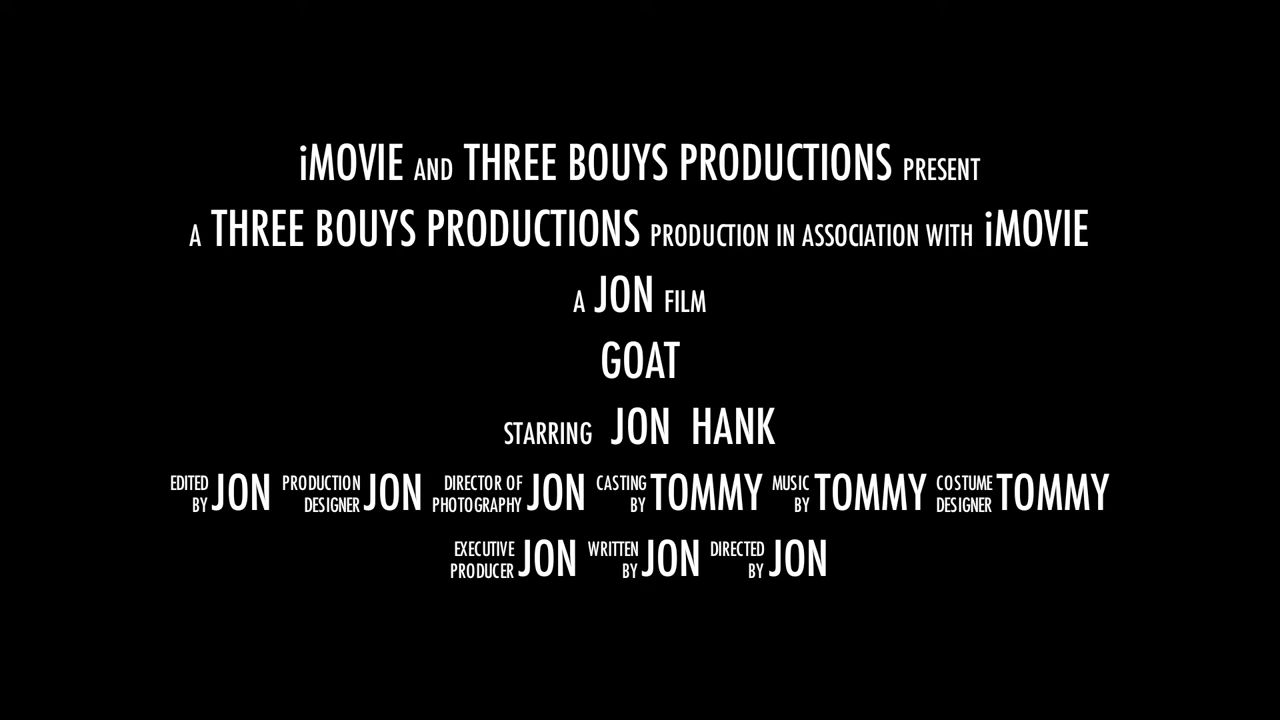 iMOVIE AND THREE BOUYS PRODUCTIONS PRESENT
A THREE BOUYS PRODUCTIONS PRODUCTION IN ASSOCIATION WITH iMOVIE
A JON FILM
GOAT
STARRING JON HANK
EDITED BY JON PRODUCTION DESIGNER JON DIRECTOR OF PHOTOGRAPHY JON CASTING BY TOMMY MUSIC BY TOMMY COSTUME DESIGNER TOMMY
EXECUTIVE PRODUCER JON WRITTEN BY JON DIRECTED BY JON